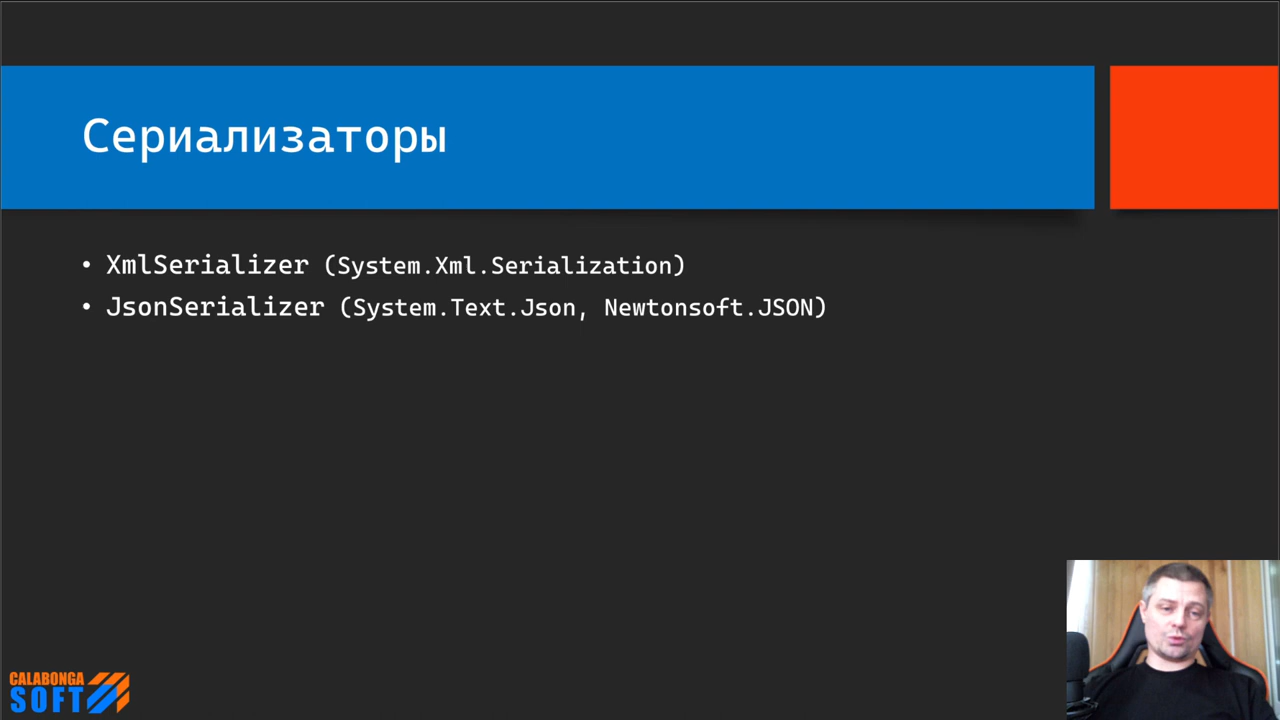 Сериализаторы
• XmlSerializer (System.Xml.Serialization)
• JsonSerializer (System.Text.Json, Newtonsoft.JSON)
CALABONGA
SOFT